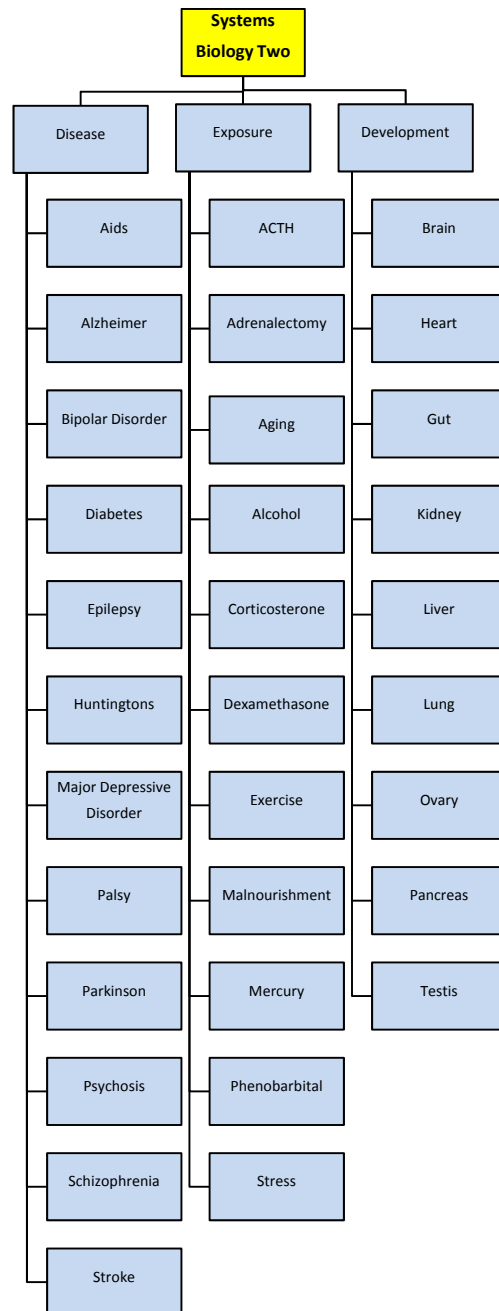 Systems
Biology Two
Disease
Exposure
Development
Aids
Alzheimer
Bipolar Disorder
Diabetes
Epilepsy
Huntingtons
Major Depressive
Disorder
Palsy
Parkinson
Psychosis
Schizophrenia
Stroke
ACTH
Adrenalectomy
Aging
Alcohol
Corticosterone
Dexamethasone
Exercise
Malnourishment
Mercury
Phenobarbital
Stress
Brain
Heart
Gut
Kidney
Liver
Lung
Ovary
Pancreas
Testis